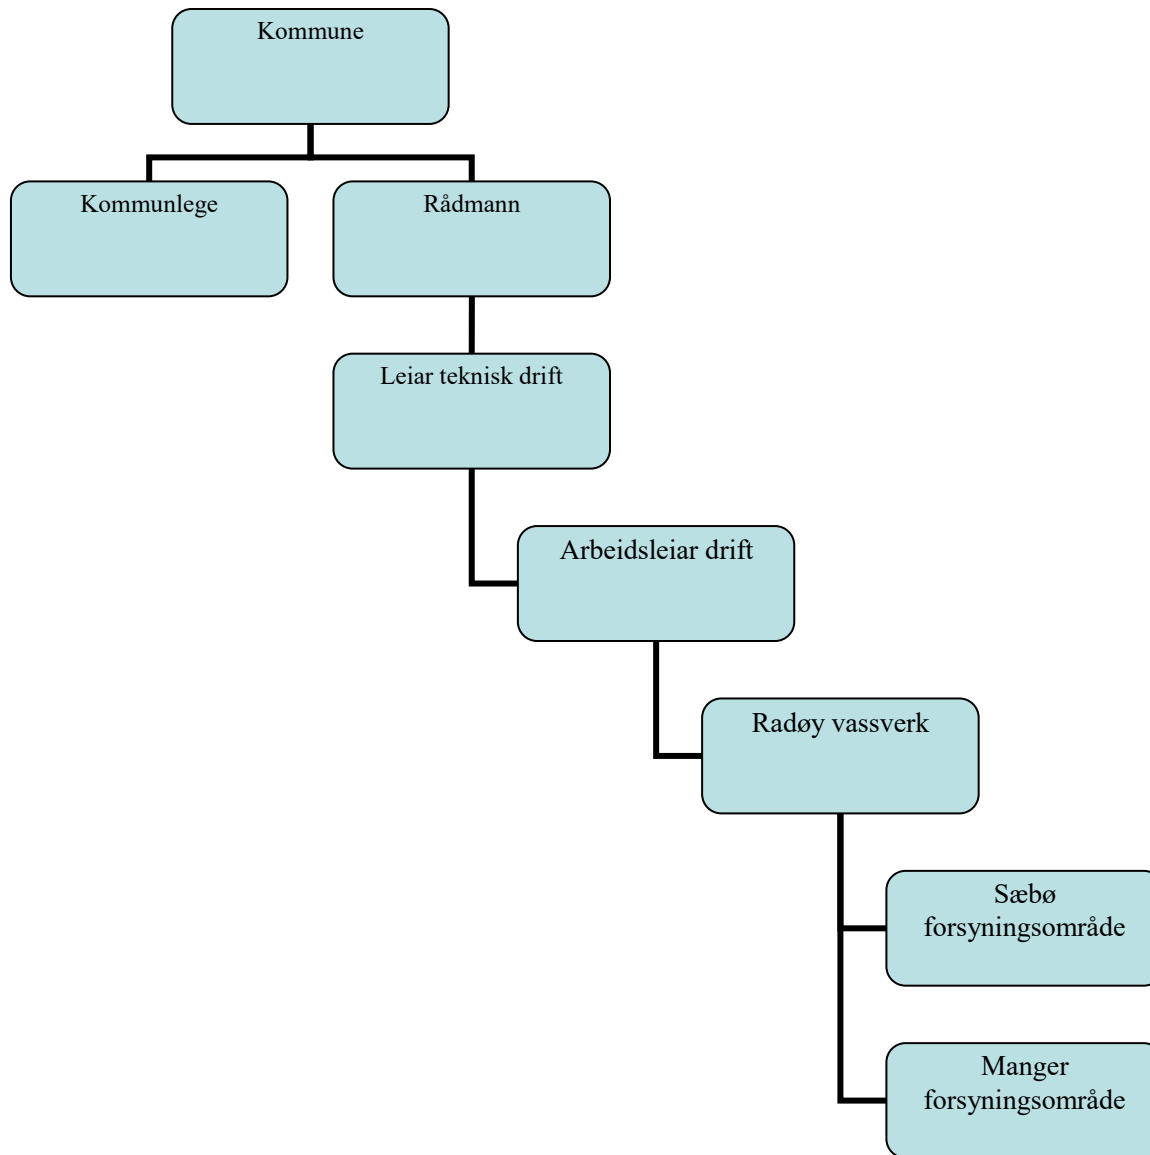 Kommune
Kommunlege
Rådmann
Leiar teknisk drift
Arbeidsleiar drift
Radøy vassverk
Sæbø
forsyningsområde
Manger
forsyningsområde